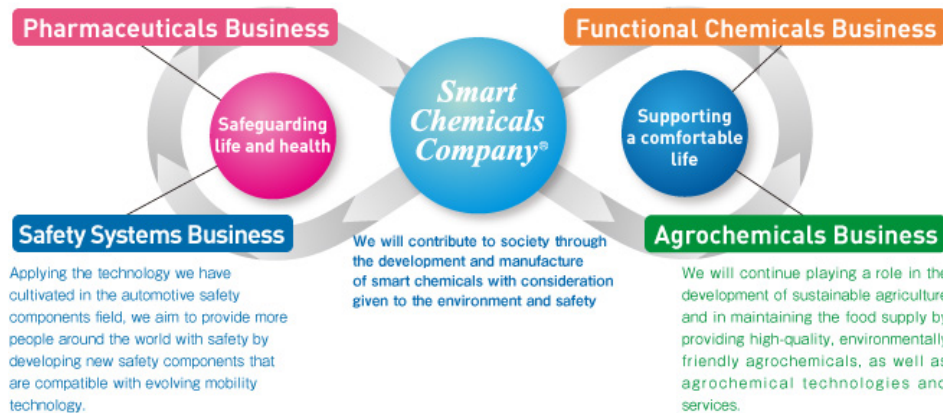 Pharmaceuticals Business
Functional Chemicals Business
Safeguarding
life and health
Smart
Chemicals
Company®
Supporting
a comfortable
life
Safety Systems Business
Applying the technology we have
cultivated in the automotive safety
components field, we aim to provide more
people around the world with safety by
developing new safety components that
are compatible with evolving mobility
technology.
We will contribute to society through
the development and manufacture
of smart chemicals with consideration
given to the environment and safety
Agrochemicals Business
We will continue playing a role in the
development of sustainable agriculture
and in maintaining the food supply by
providing high-quality, environmentally
friendly agrochemicals, as well as
agrochemical technologies and
services.